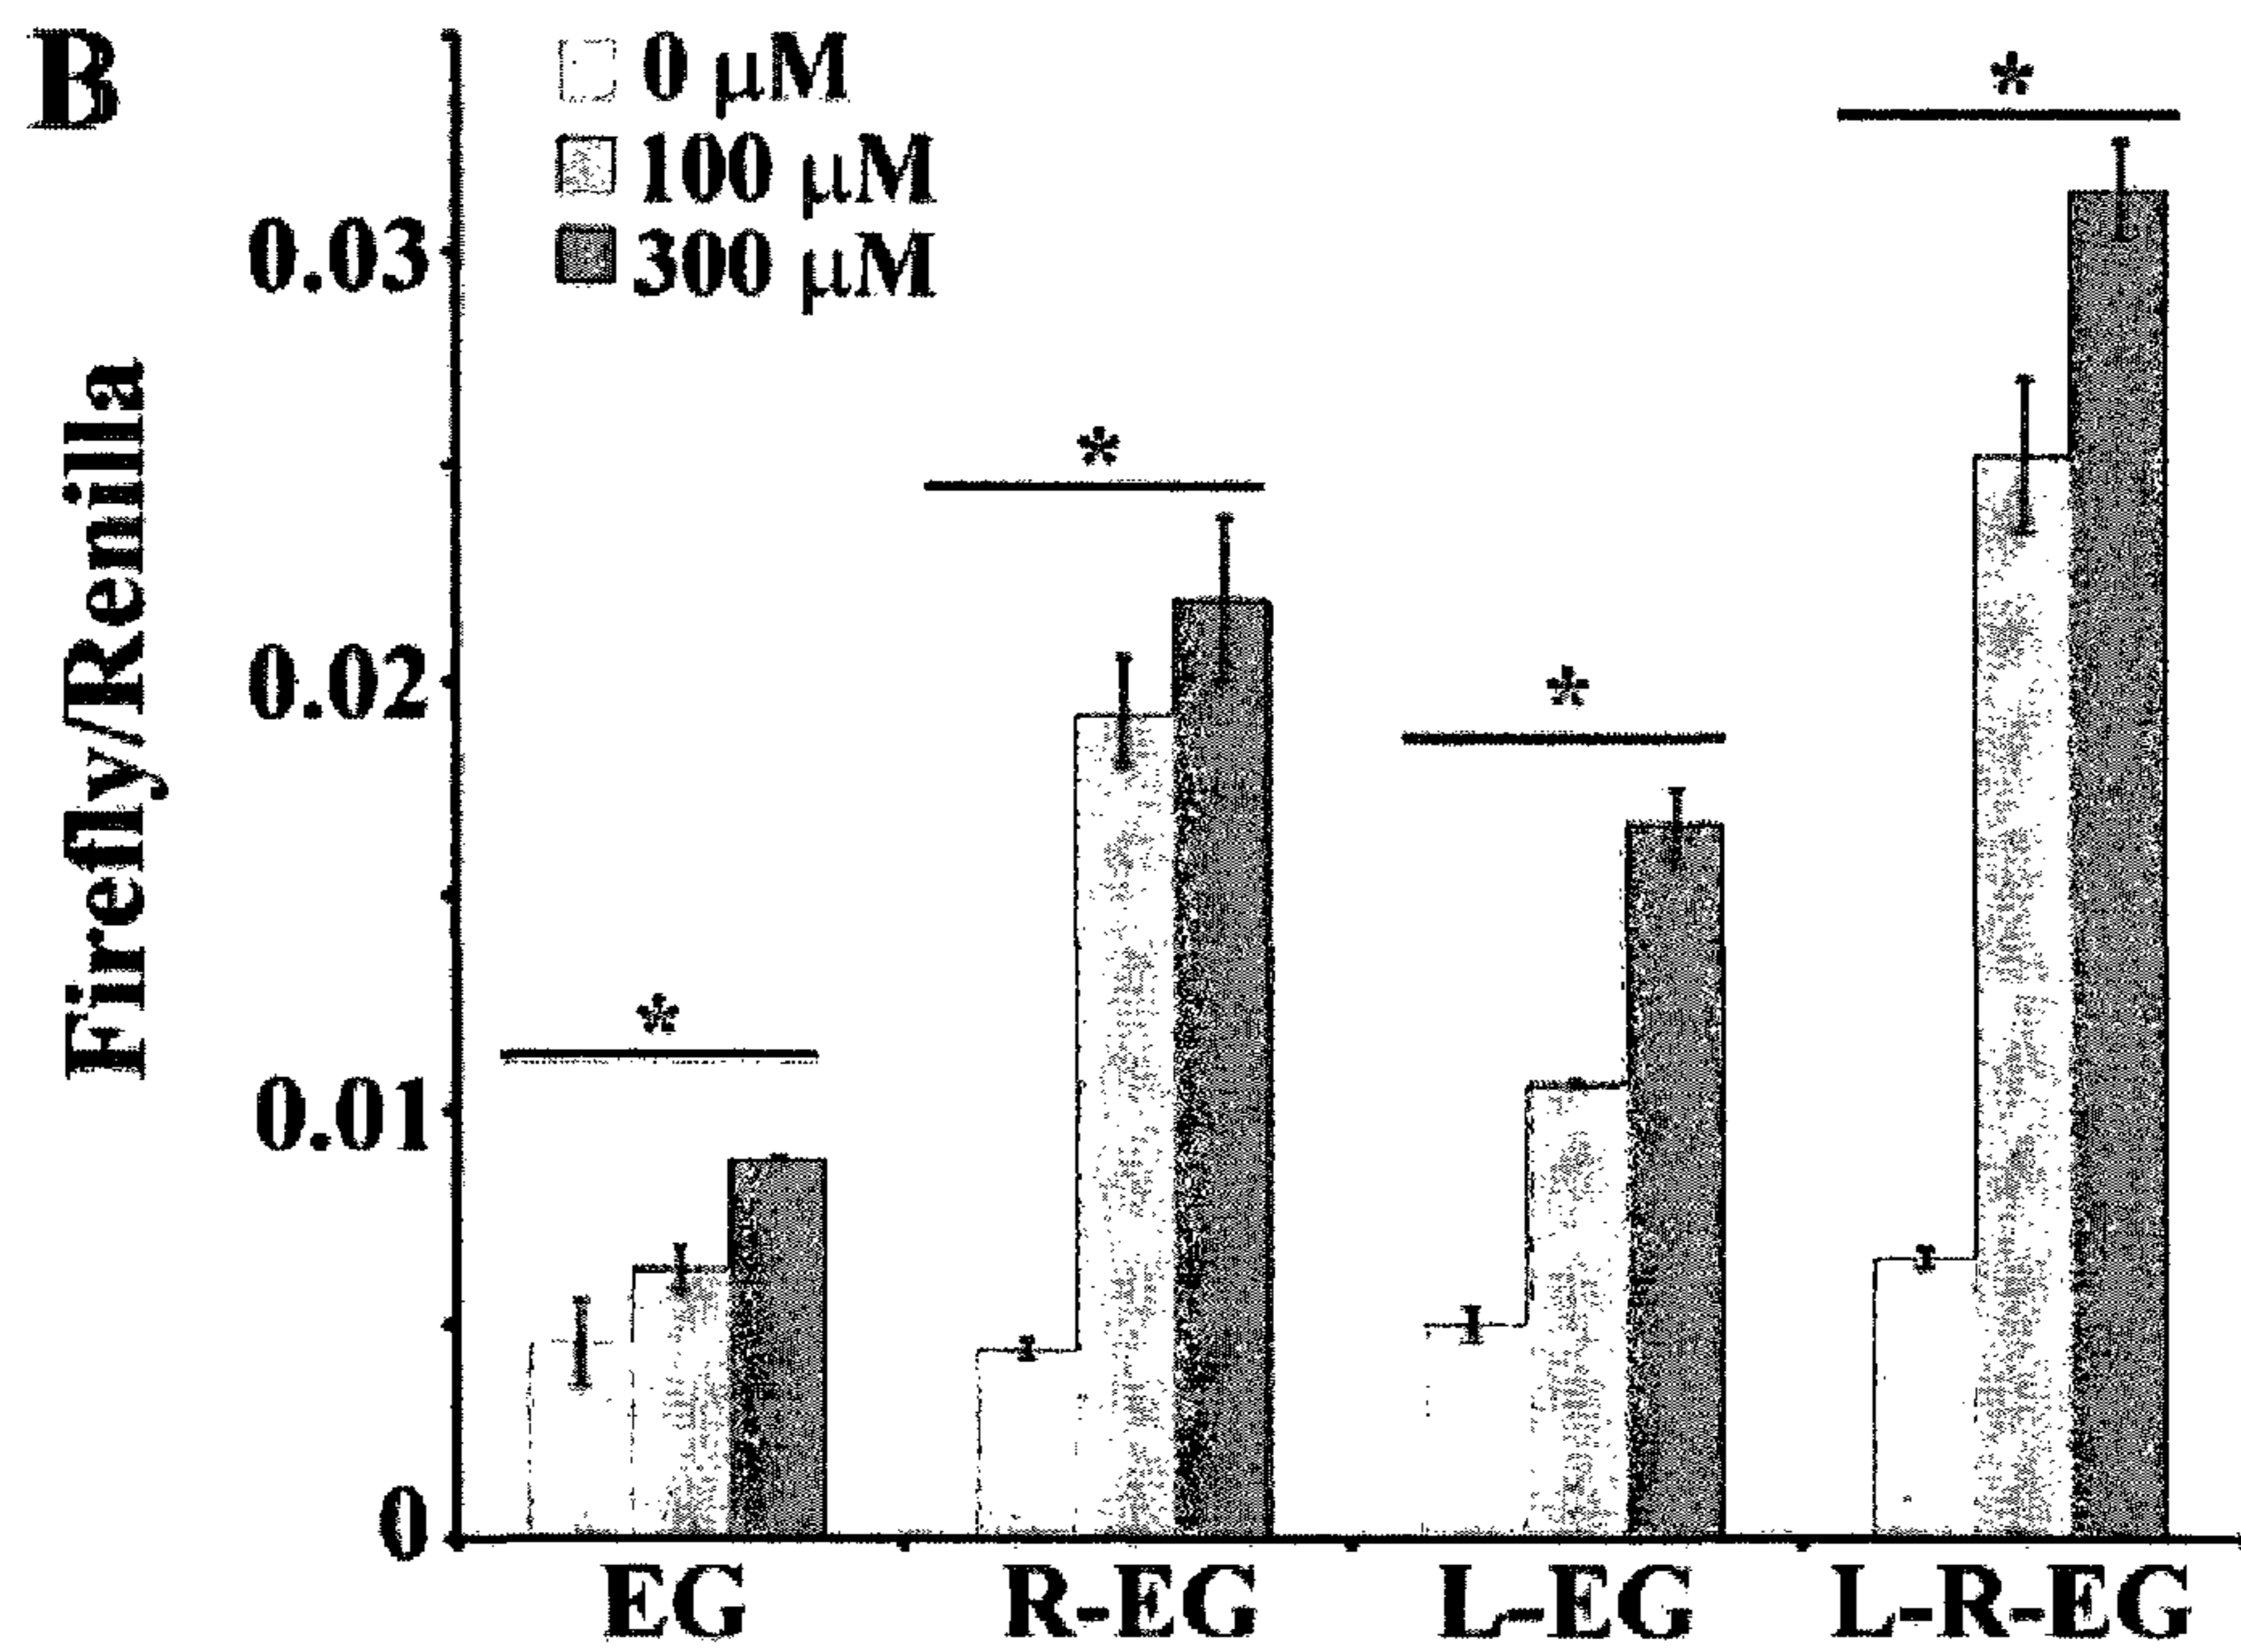 B
0 µM
100 µM
300 µM
*
*
*
*
Firefly/Renilla
0.03
0.02
0.01
0
EG
R-EG
L-EG
L-R-EG